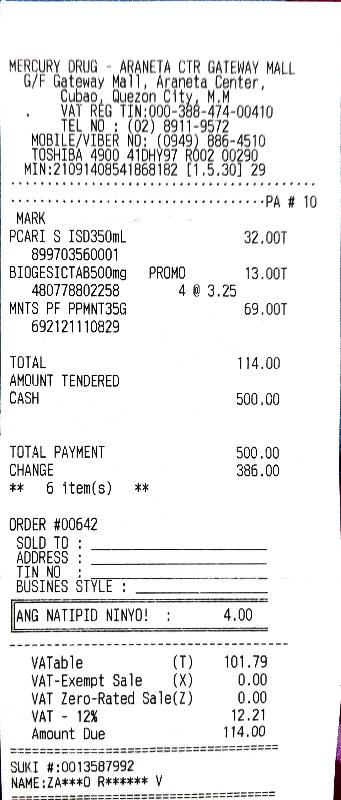 MERCURY DRUG - ARANETA CTR GATEWAY MALL
G/F Gateway Mall, Araneta Center,
Cubao, Quezon City, M.M
VAT REG TIN:000-388-474-00410
TEL NO : (02) 8911-9572
MOBILE/VIBER NO: (0949) 886-4510
TOSHIBA 4900 41DHY97 R002 00290
MIN:21091408541868182 [1.5.30] 29
PA # 10
MARK
PCARI S ISD350mL 32.00T
899703560001
BIOGESICTAB500mg PROMO 13.00T
480778802258 4 @ 3.25
MNTS PF PPMNT35G 69.00T
692121110829
TOTAL 114.00
AMOUNT TENDERED
CASH 500.00
TOTAL PAYMENT 500.00
CHANGE 386.00
** 6 item(s) **
ORDER #00642
SOLD TO :
ADDRESS :
TIN NO :
BUSINES STYLE :
ANG NATIPID NINYO! : 4.00
VATable (T) 101.79
VAT-Exempt Sale (X) 0.00
VAT Zero-Rated Sale(Z) 0.00
VAT - 12% 12.21
Amount Due 114.00
SUKI #:0013587992
NAME:ZA***O R****** V